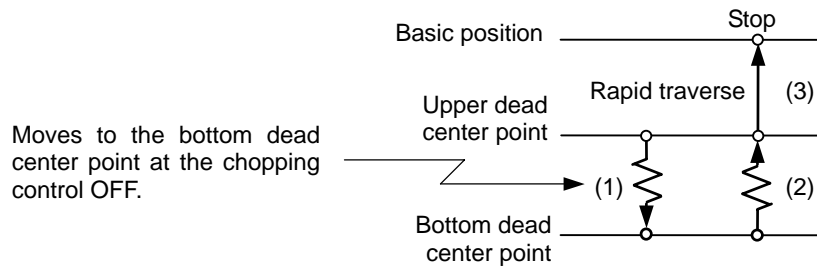 Stop
Basic position
Rapid traverse (3)
Upper dead
center point
Moves to the bottom dead
center point at the chopping
control OFF.
(1) (2)
Bottom dead
center point